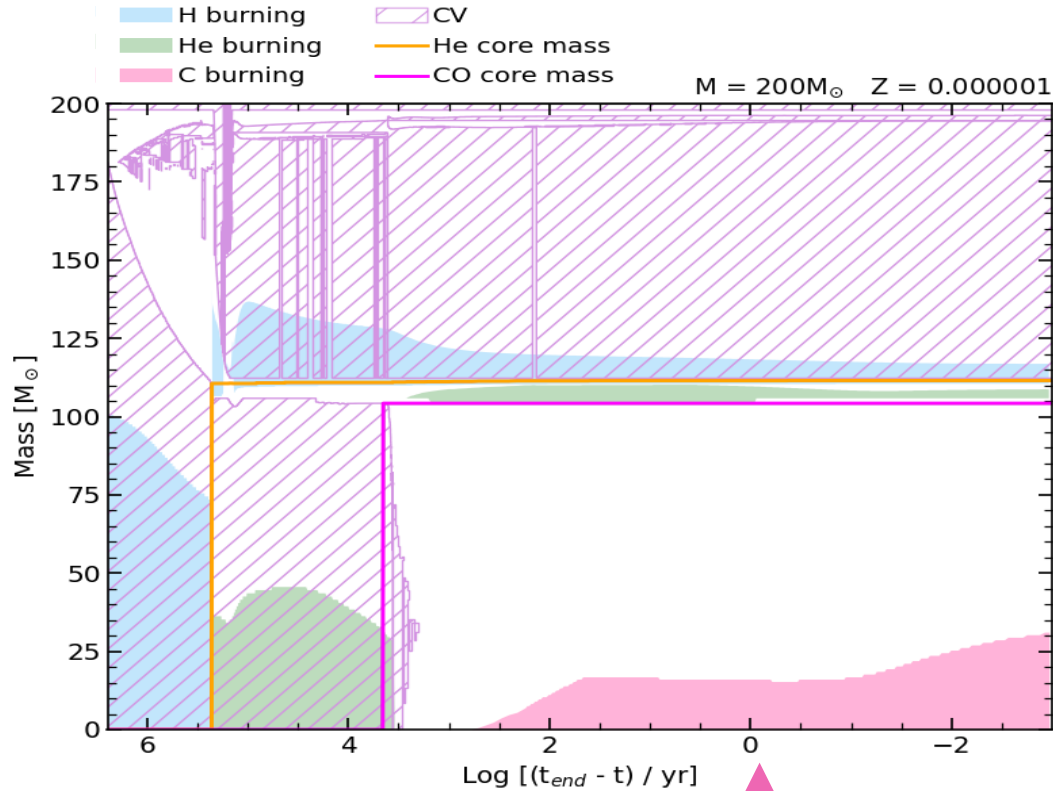 H burning
He burning
C burning
CV
He core mass
CO core mass
M = 200M☉ Z = 0.000001
200
175
150
125
100
75
50
25
0
Mass [M☉]
6 4 2 0 −2
Log [(t_end - t) / yr]